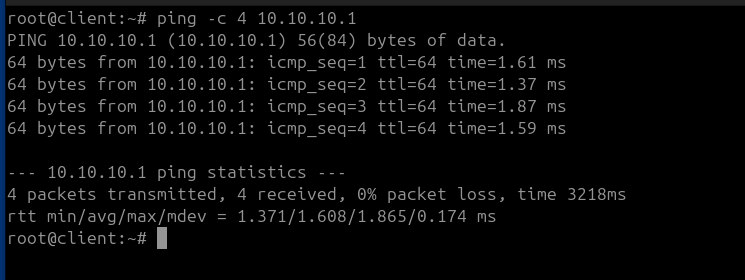 root@client:~# ping -c 4 10.10.10.1
PING 10.10.10.1 (10.10.10.1) 56(84) bytes of data.
64 bytes from 10.10.10.1: icmp_seq=1 ttl=64 time=1.61 ms
64 bytes from 10.10.10.1: icmp_seq=2 ttl=64 time=1.37 ms
64 bytes from 10.10.10.1: icmp_seq=3 ttl=64 time=1.87 ms
64 bytes from 10.10.10.1: icmp_seq=4 ttl=64 time=1.59 ms

--- 10.10.10.1 ping statistics ---
4 packets transmitted, 4 received, 0% packet loss, time 3218ms
rtt min/avg/max/mdev = 1.371/1.608/1.865/0.174 ms
root@client:~#